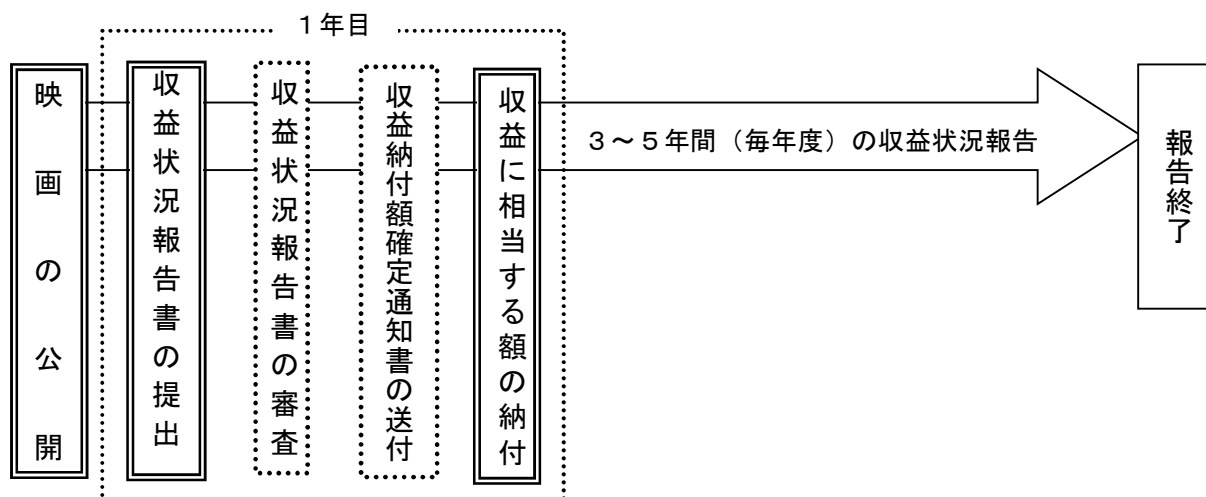 １年目
映画の公開
収益状況報告書の提出
収益状況報告書の審査
収益納付額確定通知書の送付
収益に相当する額の納付
３～５年間（毎年度）の収益状況報告
報告終了